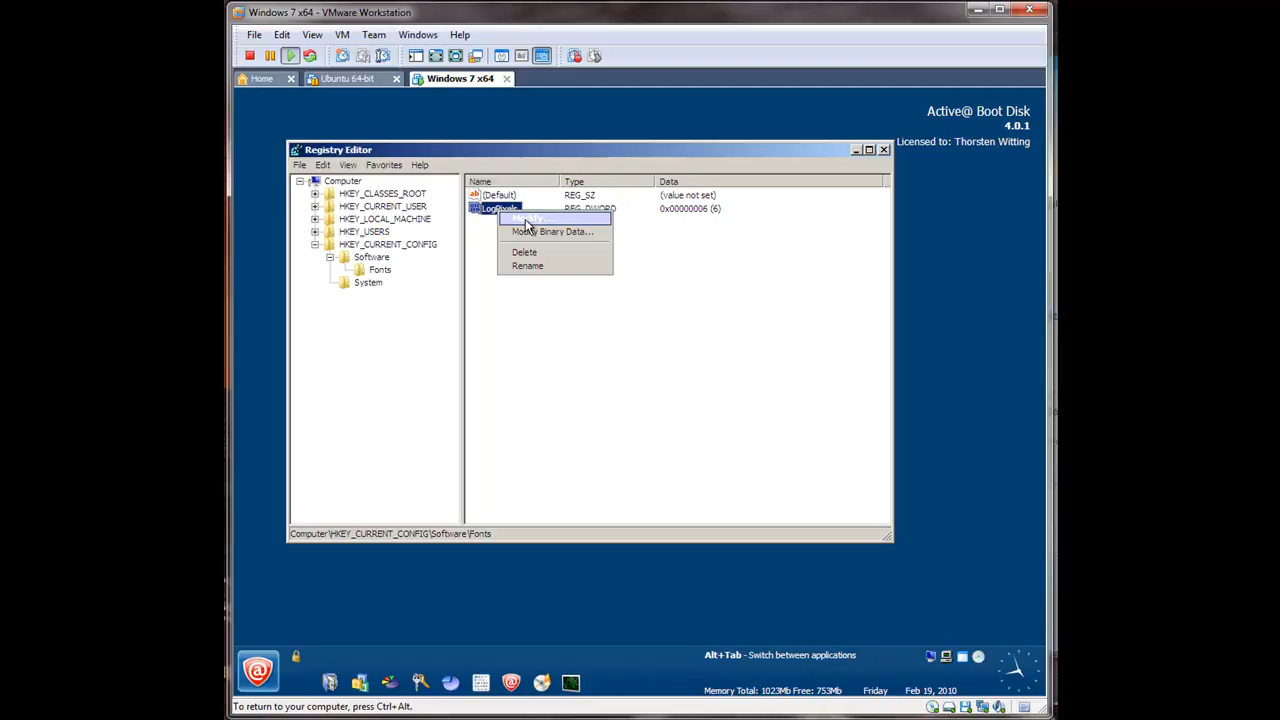 Windows 7 x64 - VMware Workstation
File Edit View VM Team Windows Help
Home Ubuntu 64-bit Windows 7 x64
Active@ Boot Disk
4.0.1
Licensed to: Thorsten Witting
Registry Editor
File Edit View Favorites Help
Computer
HKEY_CLASSES_ROOT
HKEY_CURRENT_USER
HKEY_LOCAL_MACHINE
HKEY_USERS
HKEY_CURRENT_CONFIG
Software
Fonts
System
Name Type Data
(Default) REG_SZ (value not set)
LogPixels REG_DWORD 0x00000006 (6)
Modify...
Modify Binary Data...
Delete
Rename
Computer\HKEY_CURRENT_CONFIG\Software\Fonts
Alt+Tab - Switch between applications
Memory Total: 1023Mb Free: 753Mb Friday Feb 19, 2010
To return to your computer, press Ctrl+Alt.